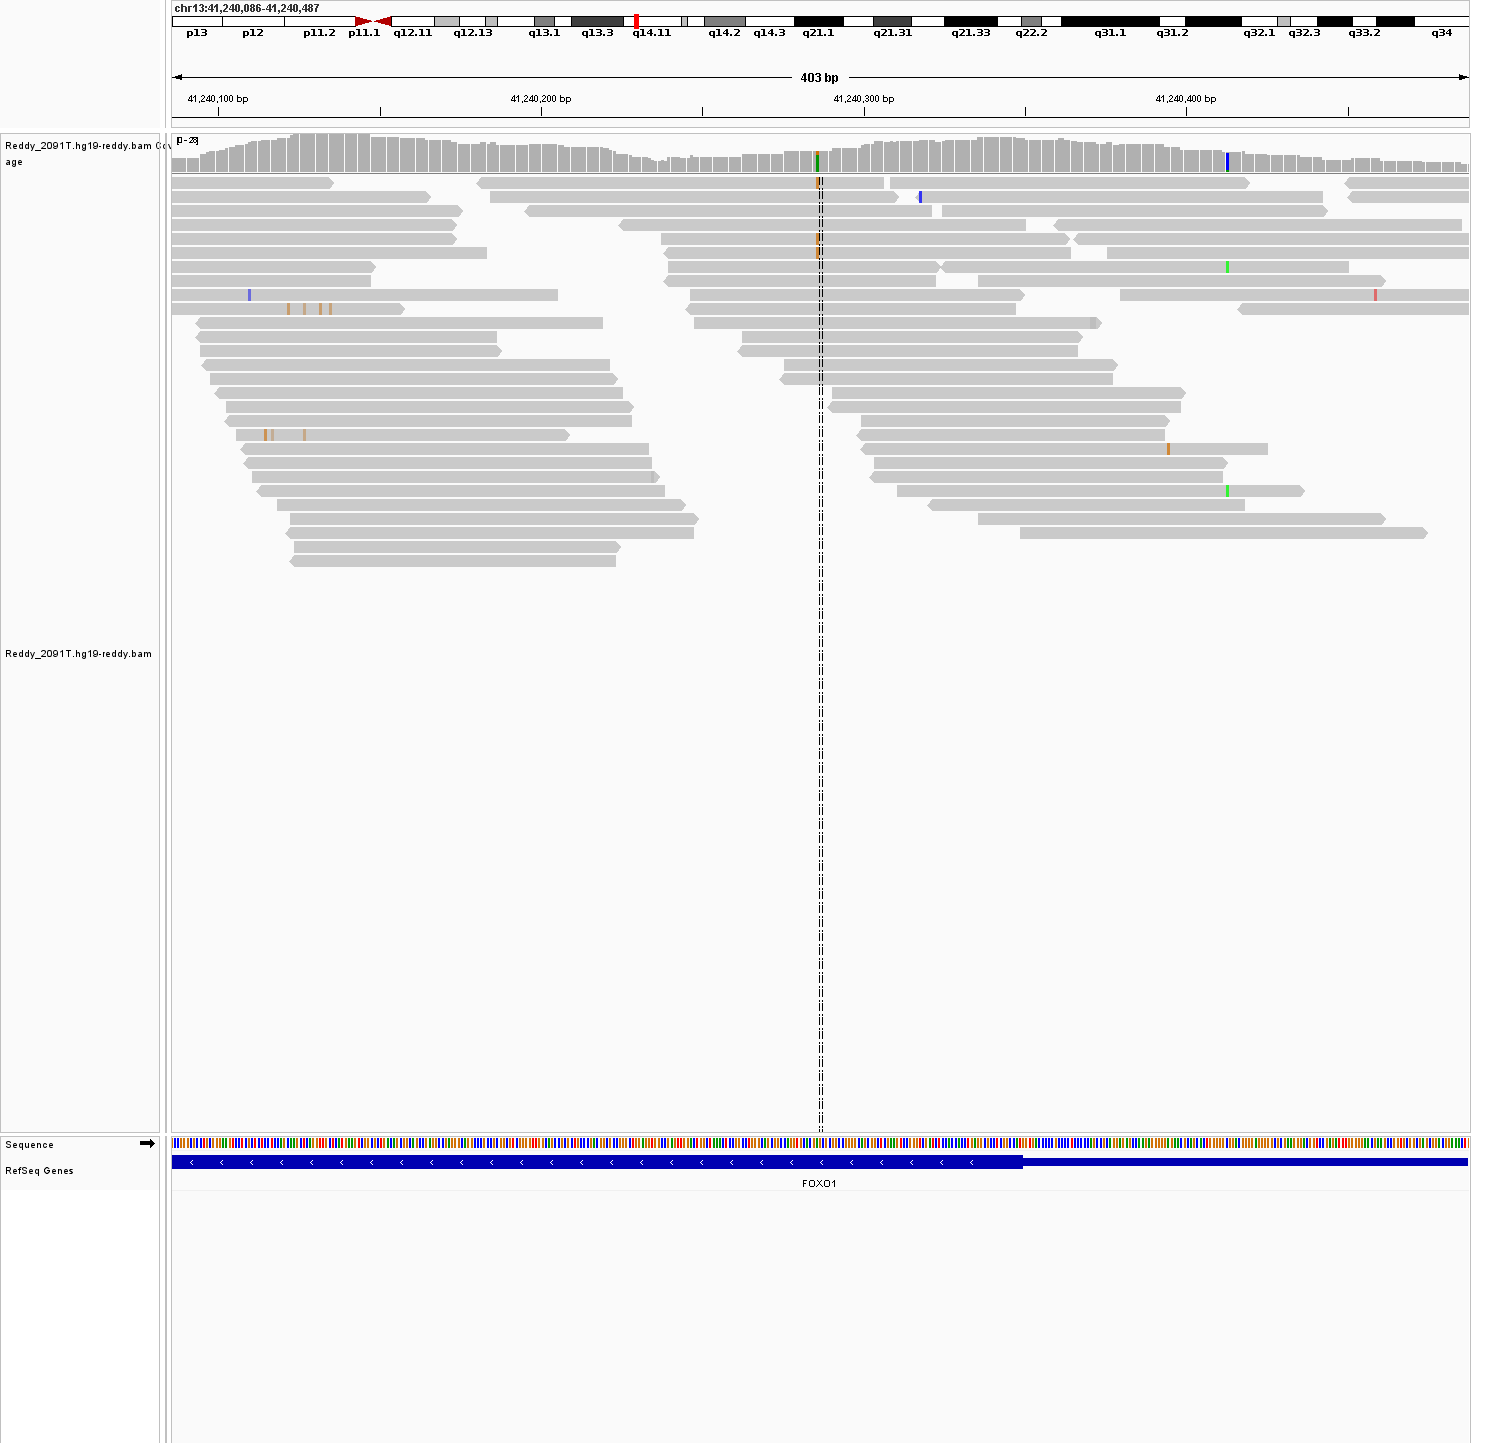 chr13:41,240,086-41,240,487
p13 p12 p11.2 p11.1 q12.11 q12.13 q13.1 q13.3 q14.11 q14.2 q14.3 q21.1 q21.31 q21.33 q22.2 q31.1 q31.2 q32.1 q32.3 q33.2 q34
403 bp
41,240,100 bp 41,240,200 bp 41,240,300 bp 41,240,400 bp
[0 - 28]
Reddy_2091T.hg19-reddy.bam Cov
age
Reddy_2091T.hg19-reddy.bam
Sequence
RefSeq Genes
FOXO1